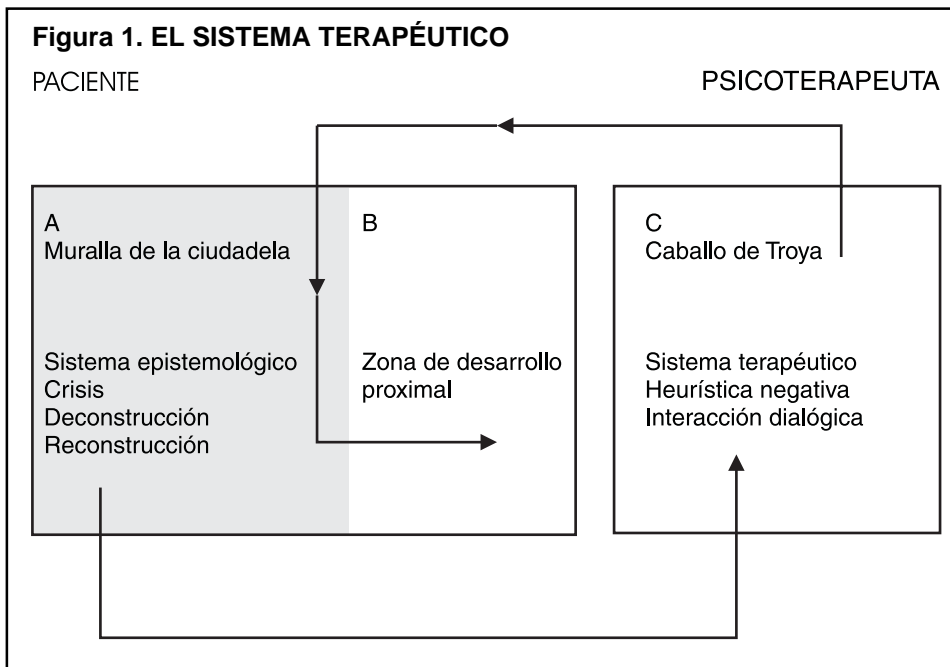 Figura 1. EL SISTEMA TERAPÉUTICO
PACIENTE
PSICOTERAPEUTA
A
Muralla de la ciudadela
Sistema epistemológico
Crisis
Deconstrucción
Reconstrucción
B
Zona de desarrollo
proximal
C
Caballo de Troya
Sistema terapéutico
Heurística negativa
Interacción dialógica